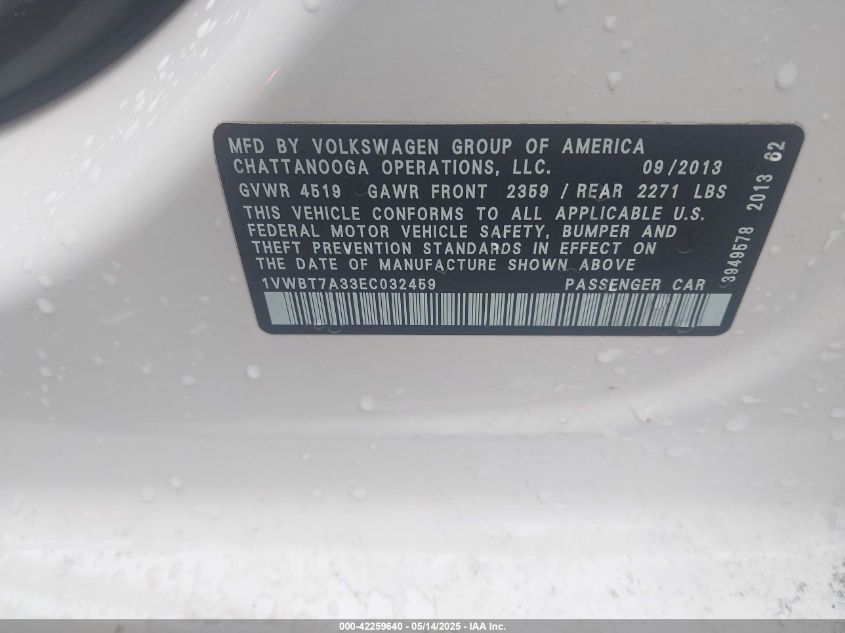 MFD BY VOLKSWAGEN GROUP OF AMERICA
CHATTANOOGA OPERATIONS, LLC. 09/2013
GVWR 4519 GAWR FRONT 2359 / REAR 2271 LBS
THIS VEHICLE CONFORMS TO ALL APPLICABLE U.S.
FEDERAL MOTOR VEHICLE SAFETY, BUMPER AND
THEFT PREVENTION STANDARDS IN EFFECT ON
THE DATE OF MANUFACTURE SHOWN ABOVE
1VWBT7A33EC032459 PASSENGER CAR
3949578 2013 62
000-42259640 - 05/14/2025 - IAA Inc.